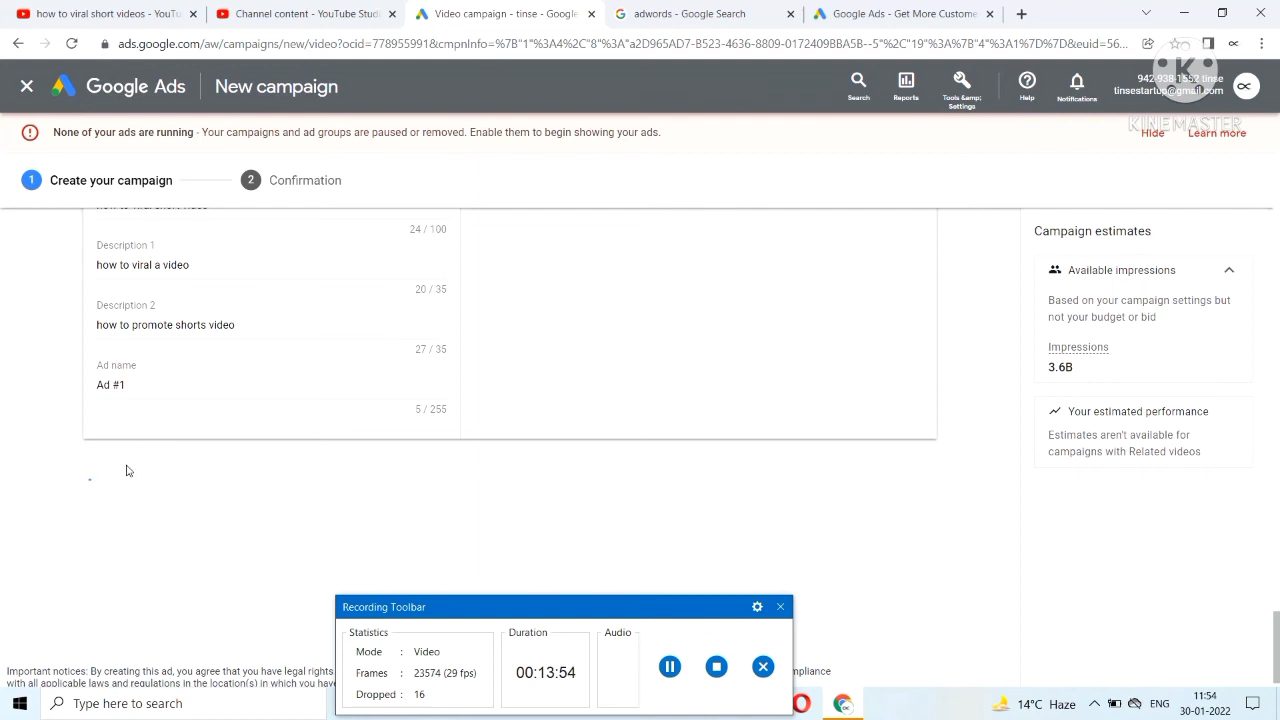 how to viral short videos - YouTu
Channel content - YouTube Studi
Video campaign - tinse - Google
adwords - Google Search
Google Ads - Get More Custome
ads.google.com/aw/campaigns/new/video?ocid=778955991&cmpnInfo=%7B"1"%3A4%2C"8"%3A"a2D965AD7-B523-4636-8809-0172409BBA5B--5"%2C"19"%3A%7B"4"%3A1%7D%7D&euid=56...
Google Ads
New campaign
Search
Reports
Tools &amp;
Settings
Help
Notifications
942-938-1552 tinse
tinsestartup@gmail.com
KINEMASTER
None of your ads are running - Your campaigns and ad groups are paused or removed. Enable them to begin showing your ads.
Hide
Learn more
1 Create your campaign
2 Confirmation
24 / 100
Description 1
how to viral a video
20 / 35
Description 2
how to promote shorts video
27 / 35
Ad name
Ad #1
5 / 255
Campaign estimates
Available impressions
Based on your campaign settings but
not your budget or bid
Impressions
3.6B
Your estimated performance
Estimates aren't available for
campaigns with Related videos
Recording Toolbar
Statistics
Mode : Video
Frames : 23574 (29 fps)
Dropped : 16
Duration
00:13:54
Audio
Important notices: By creating this ad, you agree that you have legal rights
with all applicable laws and regulations in the location(s) in which you have
mpliance
Type here to search
14°C Haze
ENG
11:54
30-01-2022